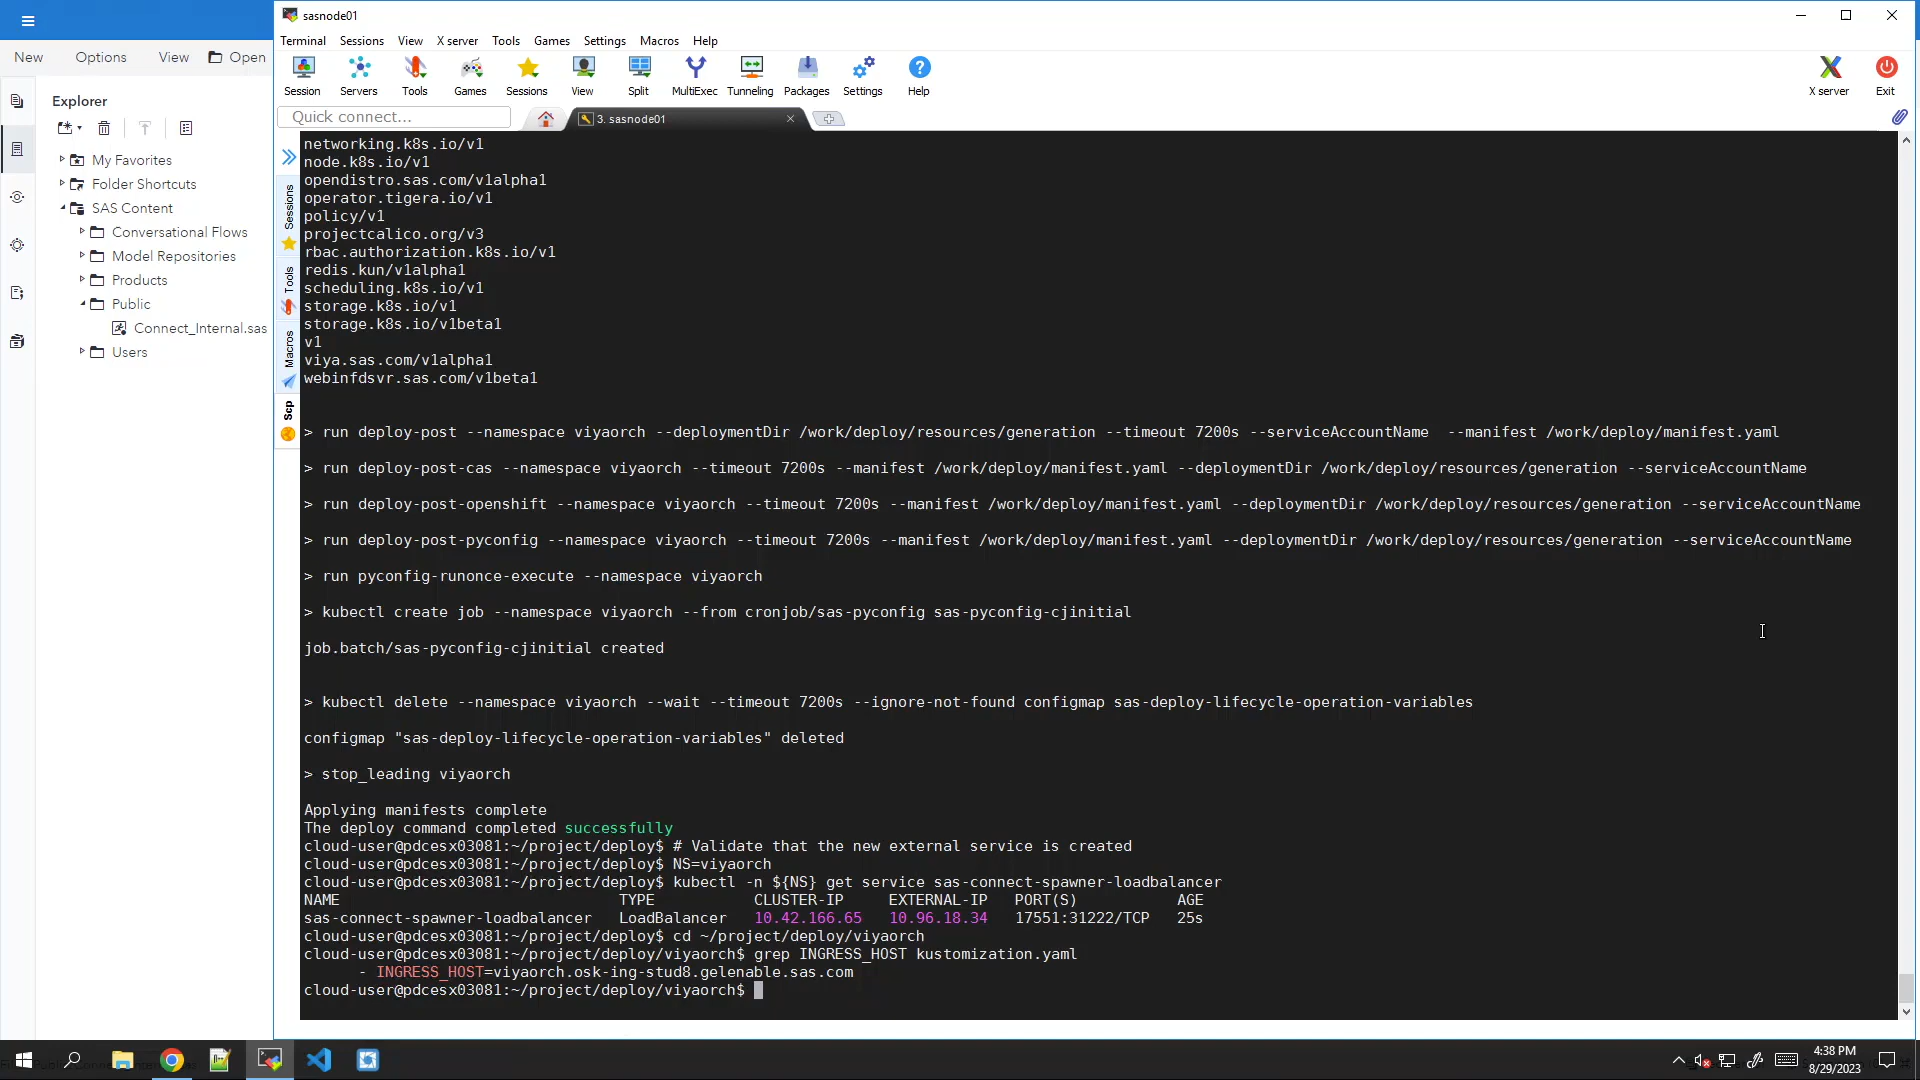 sasnode01
Terminal Sessions View X server Tools Games Settings Macros Help
Session Servers Tools Games Sessions View Split MultiExec Tunneling Packages Settings Help X server Exit
Quick connect...
3. sasnode01
New Options View Open
Explorer
My Favorites
Folder Shortcuts
SAS Content
Conversational Flows
Model Repositories
Products
Public
Connect_Internal.sas
Users
Sessions
Tools
Macros
Scp
networking.k8s.io/v1
node.k8s.io/v1
opendistro.sas.com/v1alpha1
operator.tigera.io/v1
policy/v1
projectcalico.org/v3
rbac.authorization.k8s.io/v1
redis.kun/v1alpha1
scheduling.k8s.io/v1
storage.k8s.io/v1
storage.k8s.io/v1beta1
v1
viya.sas.com/v1alpha1
webinfdsvr.sas.com/v1beta1
> run deploy-post --namespace viyaorch --deploymentDir /work/deploy/resources/generation --timeout 7200s --serviceAccountName  --manifest /work/deploy/manifest.yaml
> run deploy-post-cas --namespace viyaorch --timeout 7200s --manifest /work/deploy/manifest.yaml --deploymentDir /work/deploy/resources/generation --serviceAccountName
> run deploy-post-openshift --namespace viyaorch --timeout 7200s --manifest /work/deploy/manifest.yaml --deploymentDir /work/deploy/resources/generation --serviceAccountName
> run deploy-post-pyconfig --namespace viyaorch --timeout 7200s --manifest /work/deploy/manifest.yaml --deploymentDir /work/deploy/resources/generation --serviceAccountName
> run pyconfig-runonce-execute --namespace viyaorch
> kubectl create job --namespace viyaorch --from cronjob/sas-pyconfig sas-pyconfig-cjinitial
job.batch/sas-pyconfig-cjinitial created
> kubectl delete --namespace viyaorch --wait --timeout 7200s --ignore-not-found configmap sas-deploy-lifecycle-operation-variables
configmap "sas-deploy-lifecycle-operation-variables" deleted
> stop_leading viyaorch
Applying manifests complete
The deploy command completed successfully
cloud-user@pdcesx03081:~/project/deploy$ # Validate that the new external service is created
cloud-user@pdcesx03081:~/project/deploy$ NS=viyaorch
cloud-user@pdcesx03081:~/project/deploy$ kubectl -n ${NS} get service sas-connect-spawner-loadbalancer
NAME TYPE CLUSTER-IP EXTERNAL-IP PORT(S) AGE
sas-connect-spawner-loadbalancer LoadBalancer 10.42.166.65 10.96.18.34 17551:31222/TCP 25s
cloud-user@pdcesx03081:~/project/deploy$ cd ~/project/deploy/viyaorch
cloud-user@pdcesx03081:~/project/deploy/viyaorch$ grep INGRESS_HOST kustomization.yaml
- INGRESS_HOST=viyaorch.osk-ing-stud8.gelenable.sas.com
cloud-user@pdcesx03081:~/project/deploy/viyaorch$
4:38 PM
8/29/2023